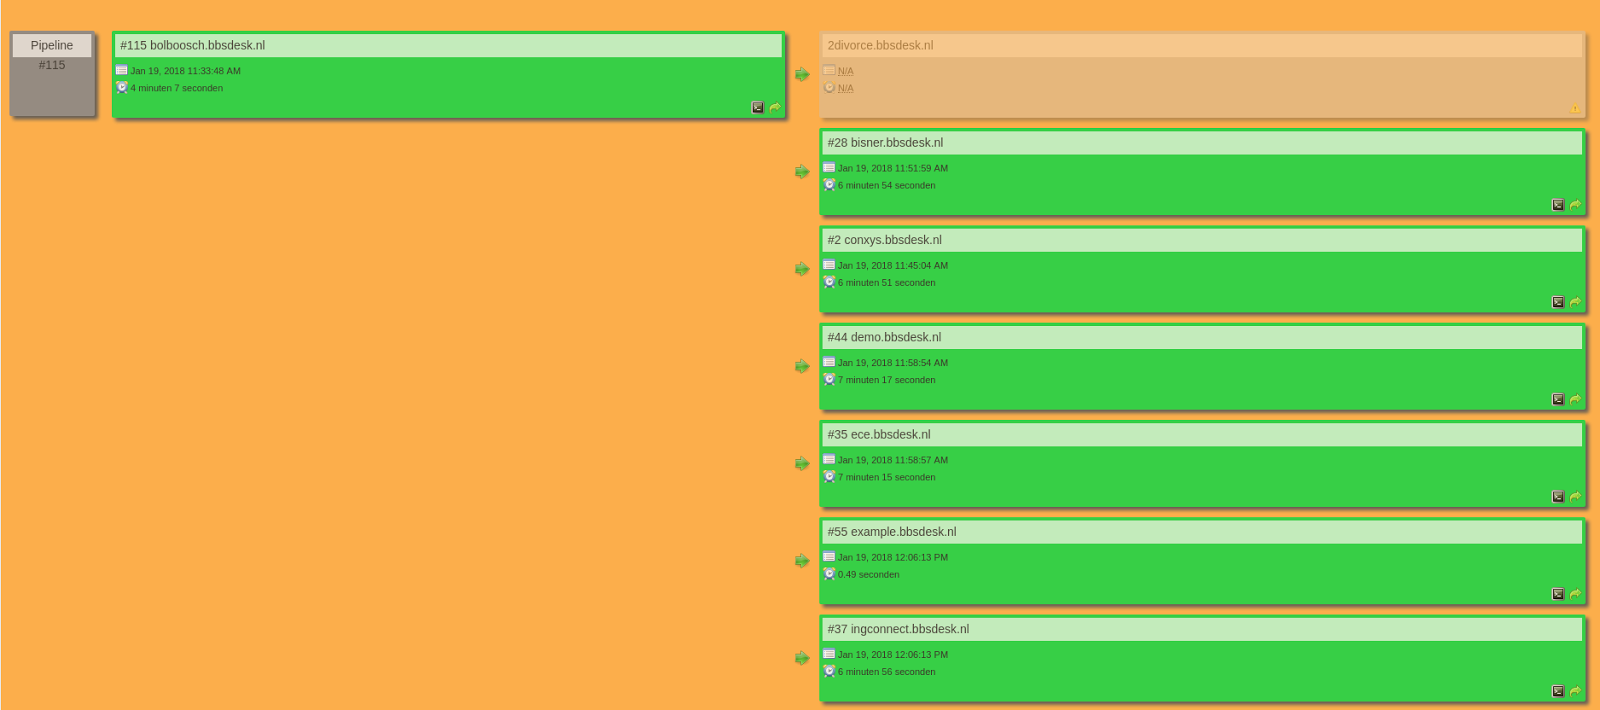 Pipeline
#115
#115 bolboosch.bbsdesk.nl
Jan 19, 2018 11:33:48 AM
4 minuten 7 seconden
2divorce.bbsdesk.nl
N/A
N/A
#28 bisner.bbsdesk.nl
Jan 19, 2018 11:51:59 AM
6 minuten 54 seconden
#2 conxys.bbsdesk.nl
Jan 19, 2018 11:45:04 AM
6 minuten 51 seconden
#44 demo.bbsdesk.nl
Jan 19, 2018 11:58:54 AM
7 minuten 17 seconden
#35 ece.bbsdesk.nl
Jan 19, 2018 11:58:57 AM
7 minuten 15 seconden
#55 example.bbsdesk.nl
Jan 19, 2018 12:06:13 PM
0.49 seconden
#37 ingconnect.bbsdesk.nl
Jan 19, 2018 12:06:13 PM
6 minuten 56 seconden